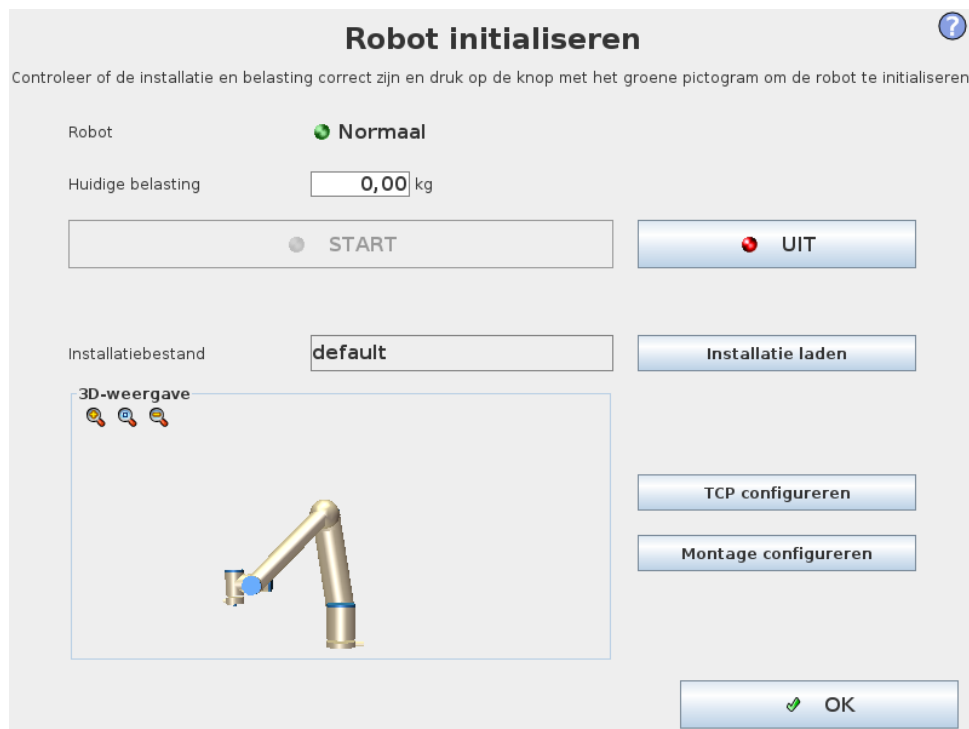 Robot initialiseren
?
Controleer of de installatie en belasting correct zijn en druk op de knop met het groene pictogram om de robot te initialiseren
Robot Normaal
Huidige belasting 0,00 kg
START UIT
Installatiebestand default Installatie laden
3D-weergave
TCP configureren
Montage configureren
OK